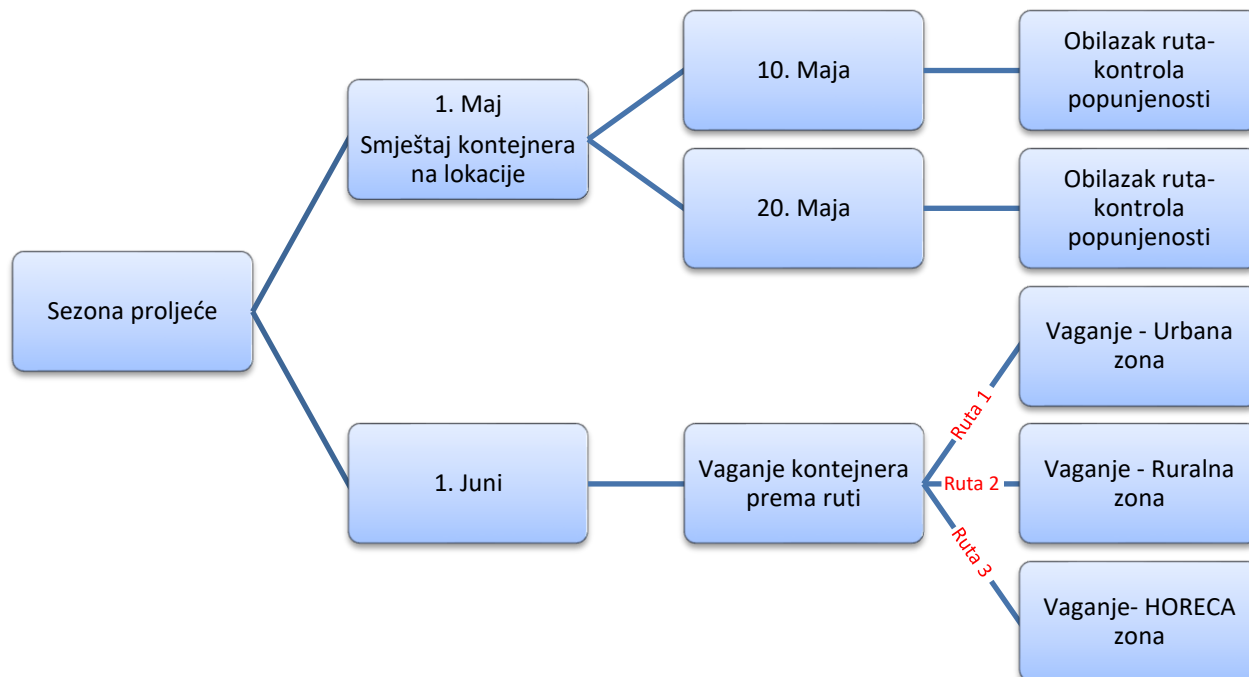 Sezona proljeće
1. Maj
Smještaj kontejnera
na lokacije
10. Maja
Obilazak ruta-
kontrola
popunjenosti
20. Maja
Obilazak ruta-
kontrola
popunjenosti
1. Juni
Vaganje kontejnera
prema ruti
Ruta 1
Vaganje - Urbana
zona
Ruta 2
Vaganje - Ruralna
zona
Ruta 3
Vaganje- HORECA
zona